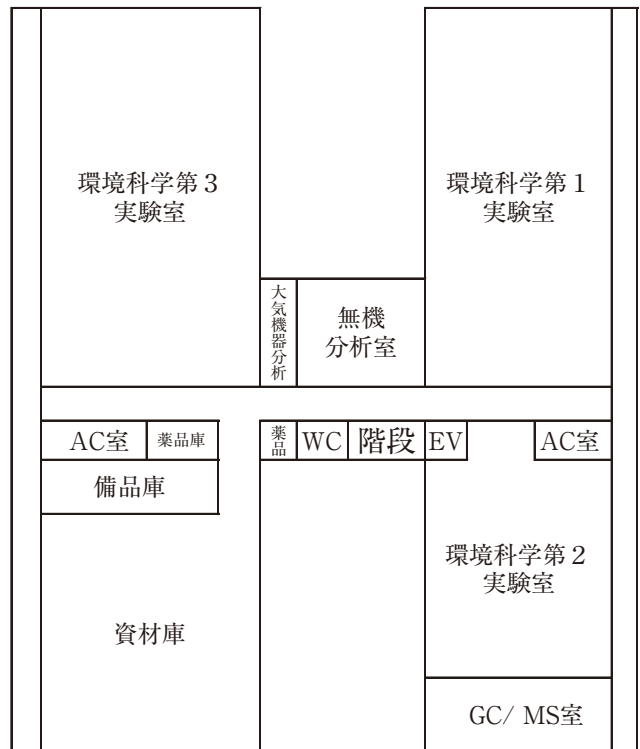 環境科学第３
実験室
環境科学第１
実験室
大気機器分析
無機
分析室
AC室
薬品庫
薬品
WC
階段
EV
AC室
備品庫
環境科学第２
実験室
資材庫
GC/ MS室